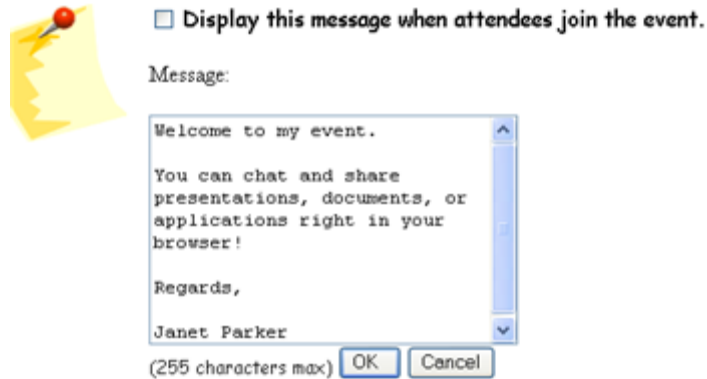 Display this message when attendees join the event.
Message:
Welcome to my event.
You can chat and share
presentations, documents, or
applications right in your
browser!
Regards,
Janet Parker
(255 characters max) OK Cancel